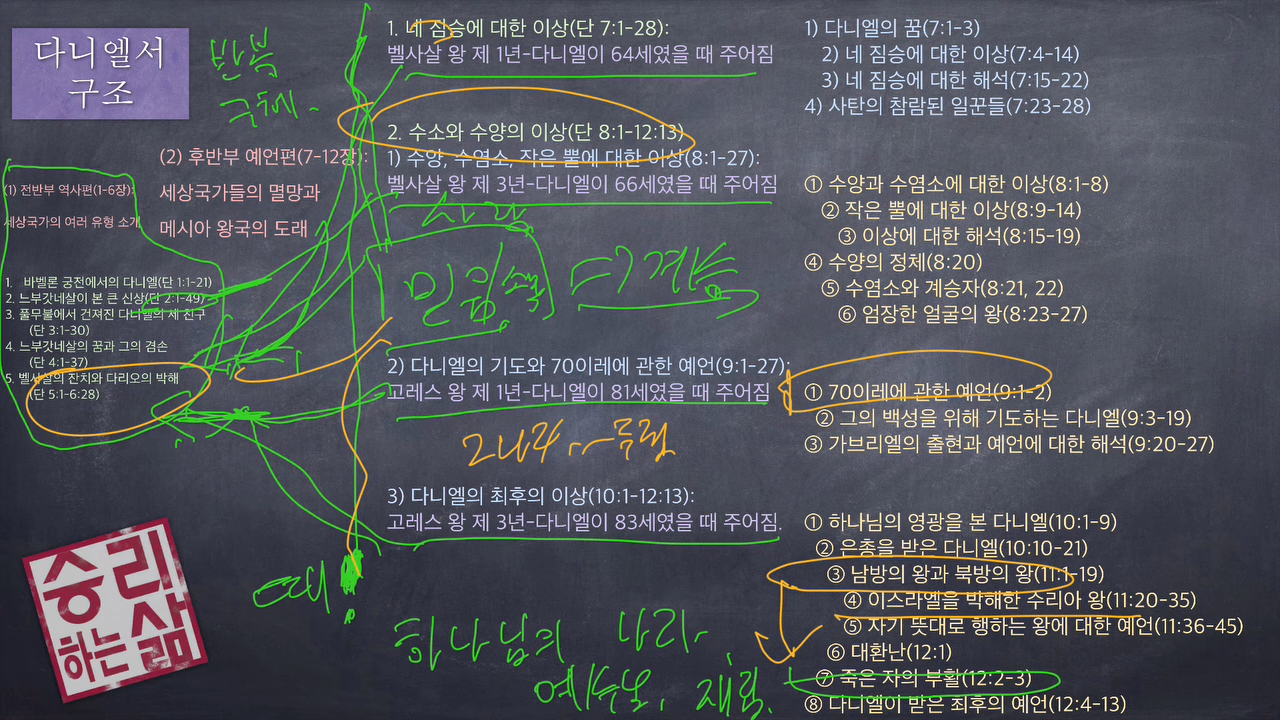 다니엘서
구조
반복
구체.
(1) 전반부 역사편(1-6장):
세상국가의 여러 유형 소개
1. 바벨론 궁전에서의 다니엘(단 1:1-21)
2. 느부갓네살이 본 큰 신상(단 2:1-49)
3. 풀무불에서 건져진 다니엘의 세 친구
(단 3:1-30)
4. 느부갓네살의 꿈과 그의 겸손
(단 4:1-37)
5. 벨사살의 잔치와 다리오의 박해
(단 5:1-6:28)
(2) 후반부 예언편(7-12장):
세상국가들의 멸망과
메시아 왕국의 도래
1. 네 짐승에 대한 이상(단 7:1-28):
벨사살 왕 제 1년-다니엘이 64세였을 때 주어짐
2. 수소와 수양의 이상(단 8:1-12:13)
1) 수양, 수염소, 작은 뿔에 대한 이상(8:1-27):
벨사살 왕 제 3년-다니엘이 66세였을 때 주어짐
사람
2) 다니엘의 기도와 70이레에 관한 예언(9:1-27):
고레스 왕 제 1년-다니엘이 81세였을 때 주어짐
3) 다니엘의 최후의 이상(10:1-12:13):
고레스 왕 제 3년-다니엘이 83세였을 때 주어짐.
때
하나님의 나라.
예수님, 재림.
1) 다니엘의 꿈(7:1-3)
2) 네 짐승에 대한 이상(7:4-14)
3) 네 짐승에 대한 해석(7:15-22)
4) 사탄의 참람된 일꾼들(7:23-28)
① 수양과 수염소에 대한 이상(8:1-8)
② 작은 뿔에 대한 이상(8:9-14)
③ 이상에 대한 해석(8:15-19)
④ 수양의 정체(8:20)
⑤ 수염소와 계승자(8:21, 22)
⑥ 엄장한 얼굴의 왕(8:23-27)
① 70이레에 관한 예언(9:1-2)
② 그의 백성을 위해 기도하는 다니엘(9:3-19)
③ 가브리엘의 출현과 예언에 대한 해석(9:20-27)
① 하나님의 영광을 본 다니엘(10:1-9)
② 은총을 받은 다니엘(10:10-21)
③ 남방의 왕과 북방의 왕(11:1-19)
④ 이스라엘을 박해한 수리아 왕(11:20-35)
⑤ 자기 뜻대로 행하는 왕에 대한 예언(11:36-45)
⑥ 대환난(12:1)
⑦ 죽은 자의 부활(12:2-3)
⑧ 다니엘이 받은 최후의 예언(12:4-13)
승리
하는 삶